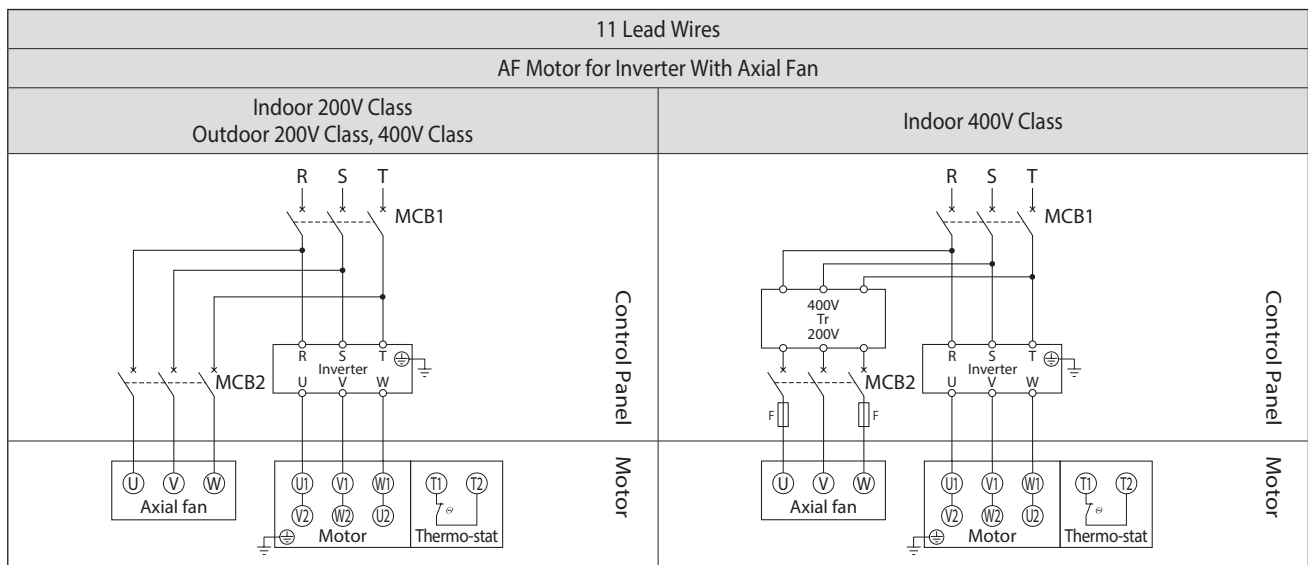 11 Lead Wires
AF Motor for Inverter With Axial Fan
Indoor 200V Class
Outdoor 200V Class, 400V Class
R S T
MCB1
R S T
Inverter
U V W
MCB2
Control Panel
U V W
Axial fan
U1 V1 W1
V2 W2 U2
Motor
T1 T2
Θ
Thermo-stat
Motor
Indoor 400V Class
R S T
MCB1
400V
Tr
200V
R S T
Inverter
U V W
MCB2
F F
Control Panel
U V W
Axial fan
U1 V1 W1
V2 W2 U2
Motor
T1 T2
Θ
Thermo-stat
Motor